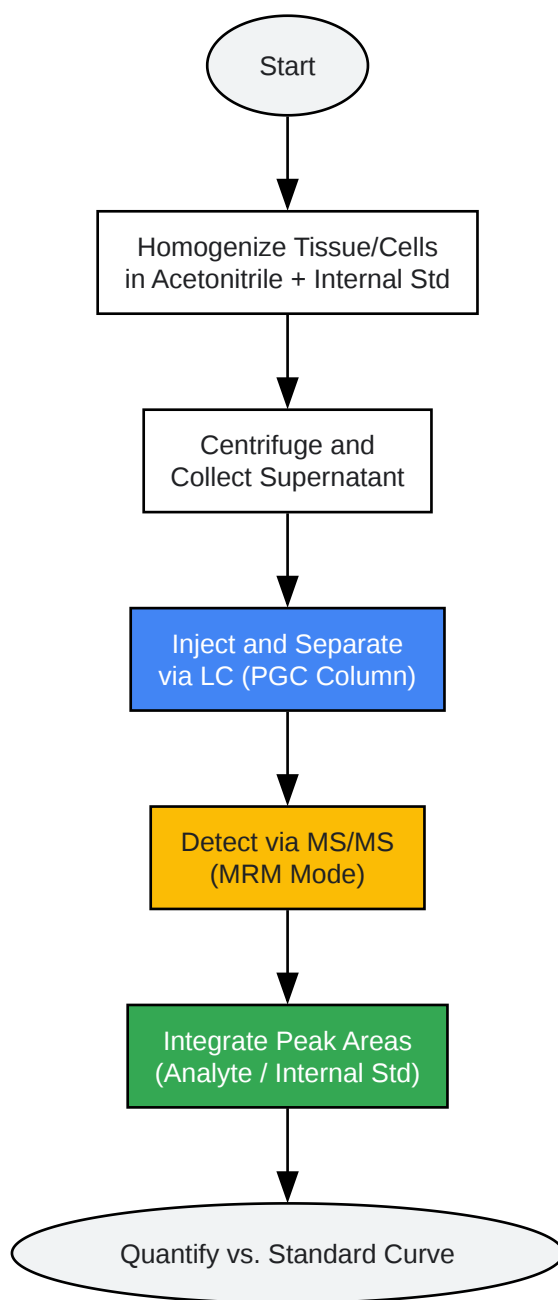 Start
Homogenize Tissue/Cells
in Acetonitrile + Internal Std
Centrifuge and
Collect Supernatant
Inject and Separate
via LC (PGC Column)
Detect via MS/MS
(MRM Mode)
Integrate Peak Areas
(Analyte / Internal Std)
Quantify vs. Standard Curve